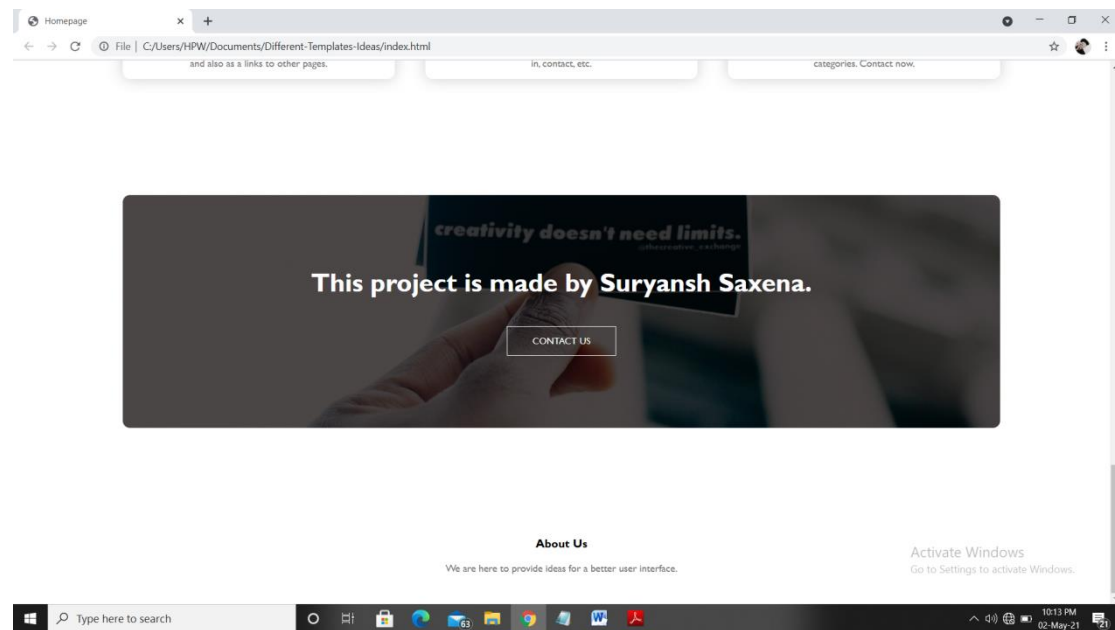 Homepage
File | C:/Users/HPW/Documents/Different-Templates-Ideas/index.html
and also as a links to other pages.
in, contact, etc.
categories. Contact now.
creativity doesn't need limits.
@thecreative_exchange
This project is made by Suryansh Saxena.
CONTACT US
About Us
We are here to provide ideas for a better user interface.
Activate Windows
Go to Settings to activate Windows.
Type here to search
63
10:13 PM
02-May-21
21